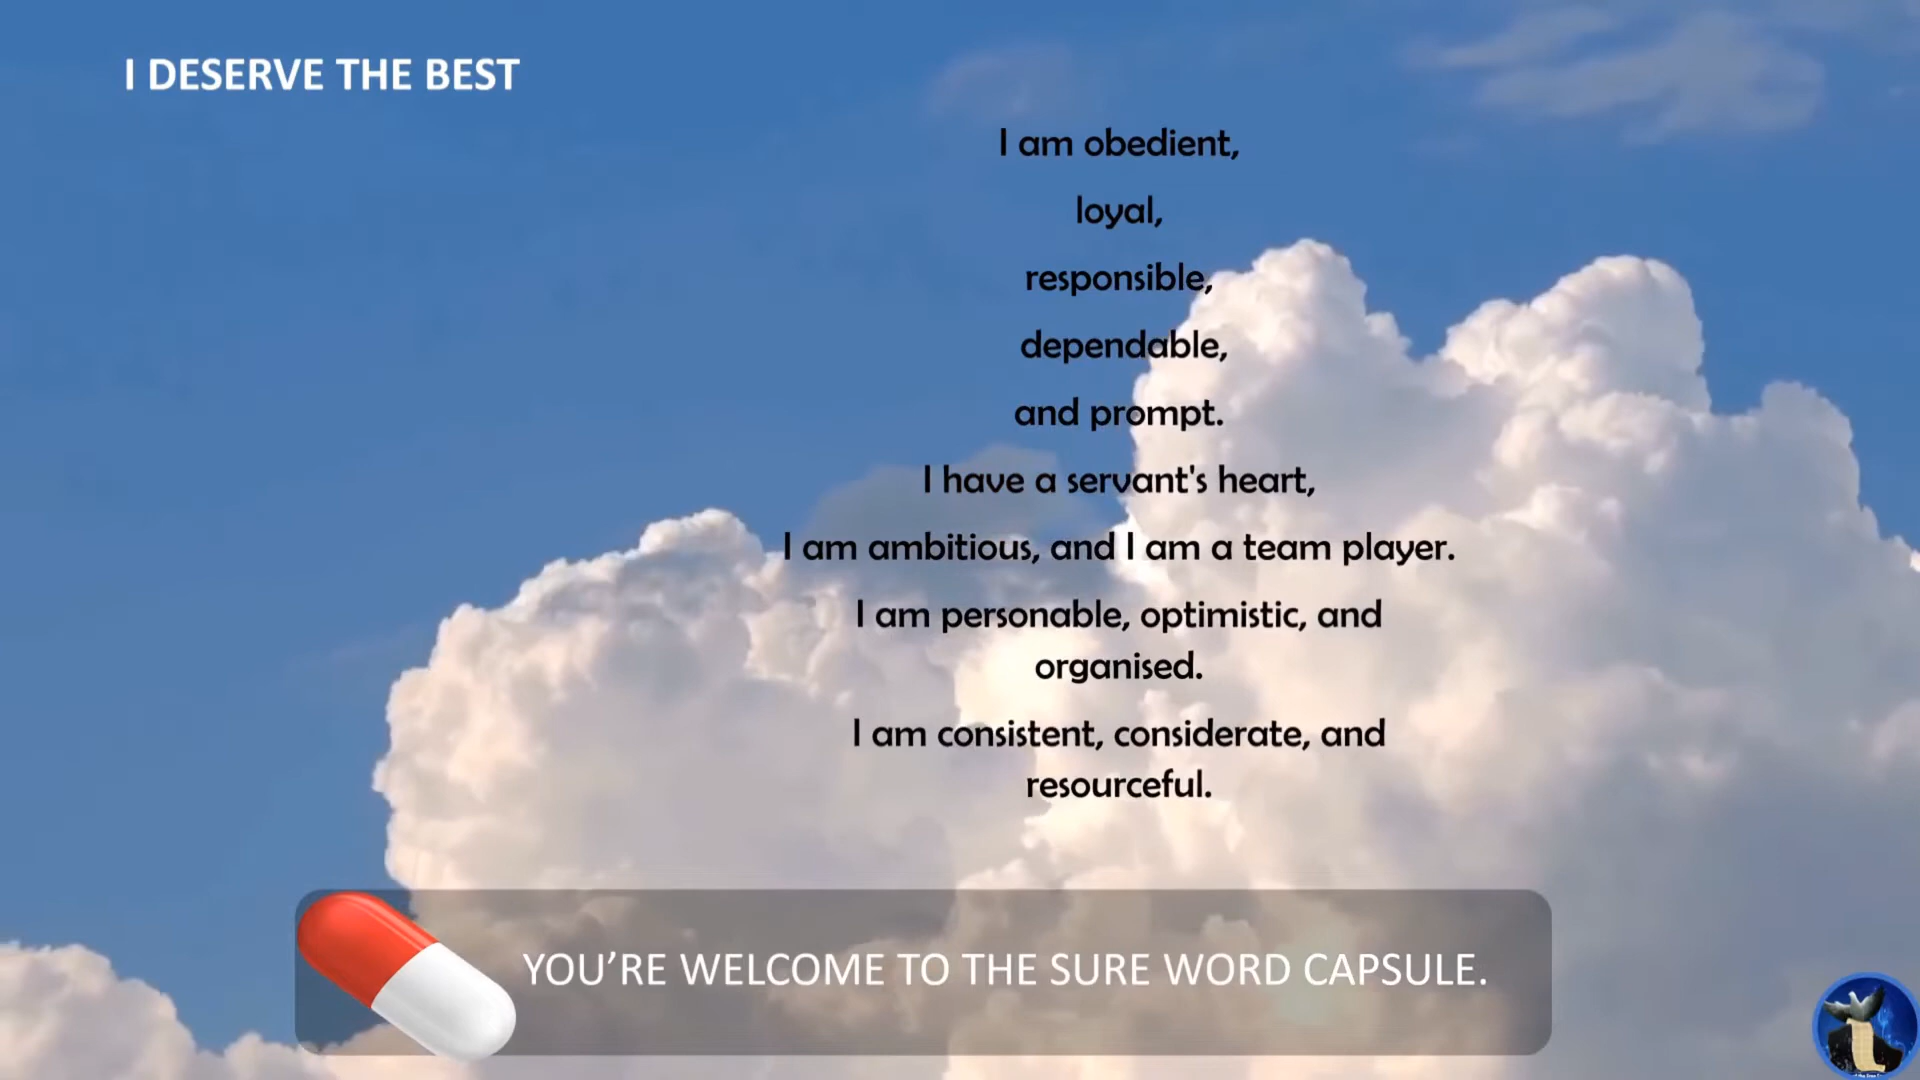 I DESERVE THE BEST
I am obedient,
loyal,
responsible,
dependable,
and prompt.
I have a servant's heart,
I am ambitious, and I am a team player.
I am personable, optimistic, and
organised.
I am consistent, considerate, and
resourceful.
YOU’RE WELCOME TO THE SURE WORD CAPSULE.